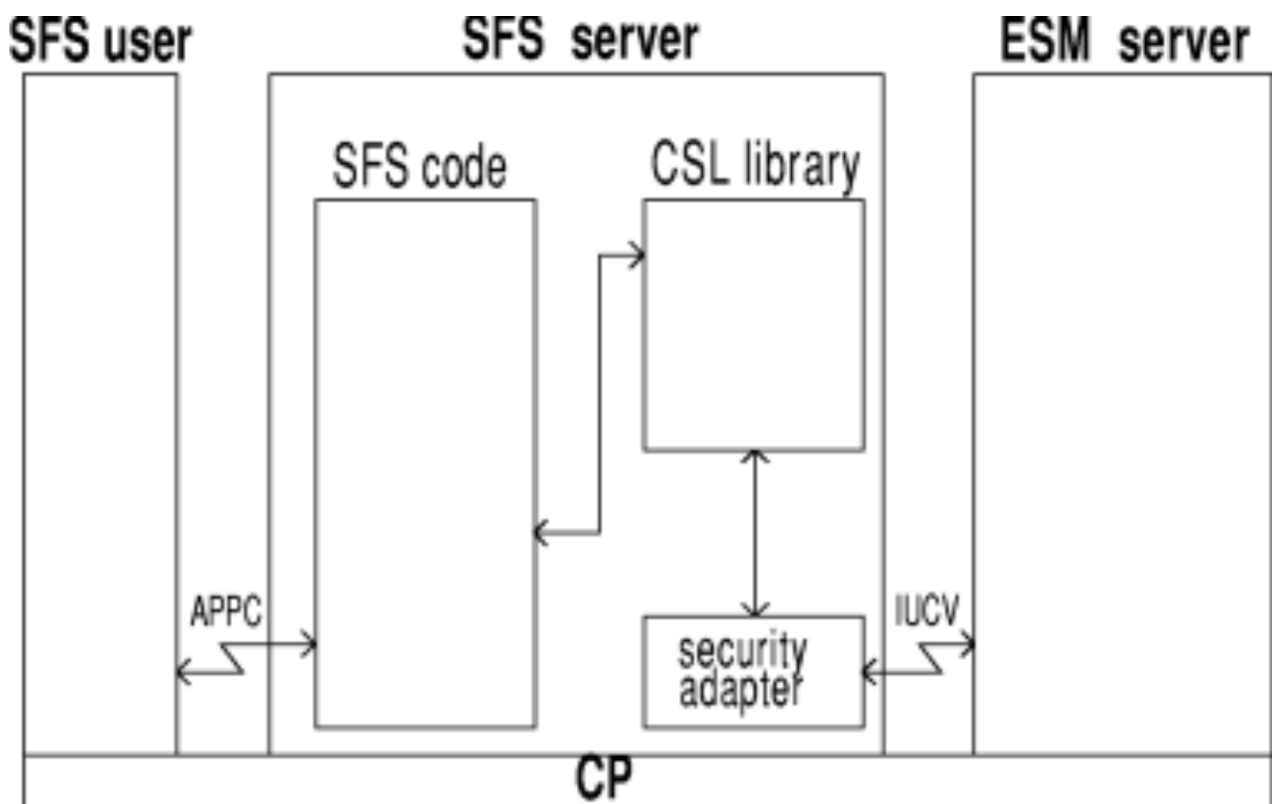 SFS user
SFS server
ESM server
SFS code
CSL library
APPC
IUCV
security
adapter
CP